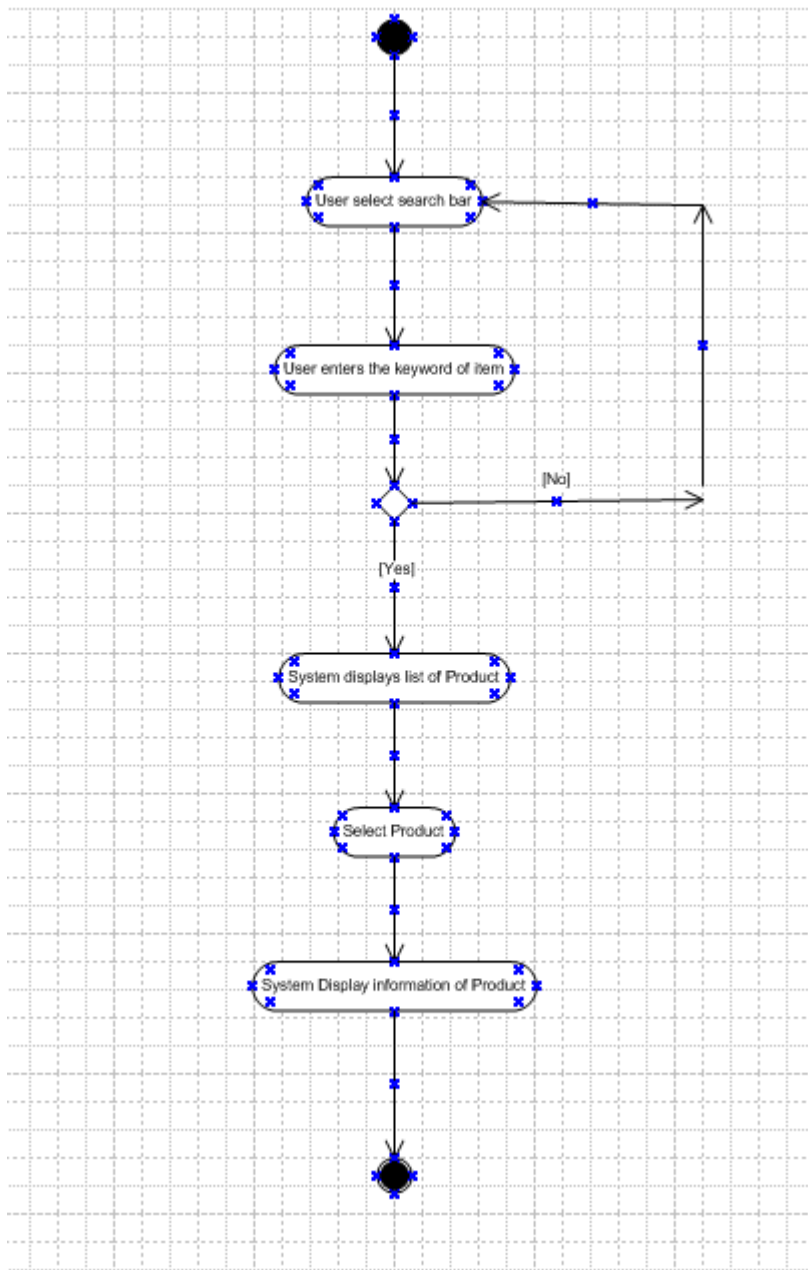 User select search bar
User enters the keyword of item
[No]
[Yes]
System displays list of Product
Select Product
System Display information of Product